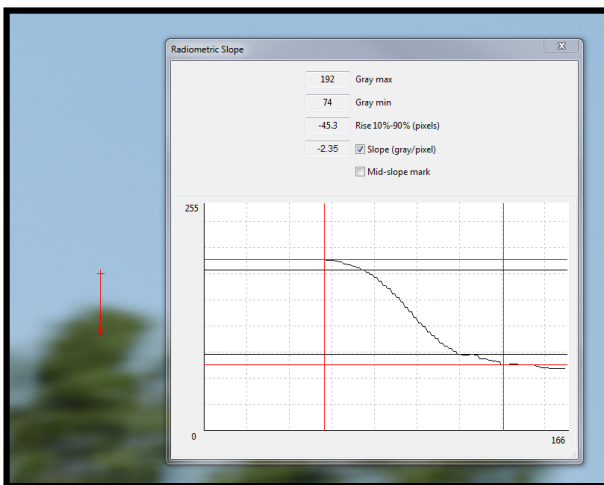 Radiometric Slope
192 Gray max
74 Gray min
-45.3 Rise 10%-90% (pixels)
-2.35 Slope (gray/pixel)
Mid-slope mark
255
0
166